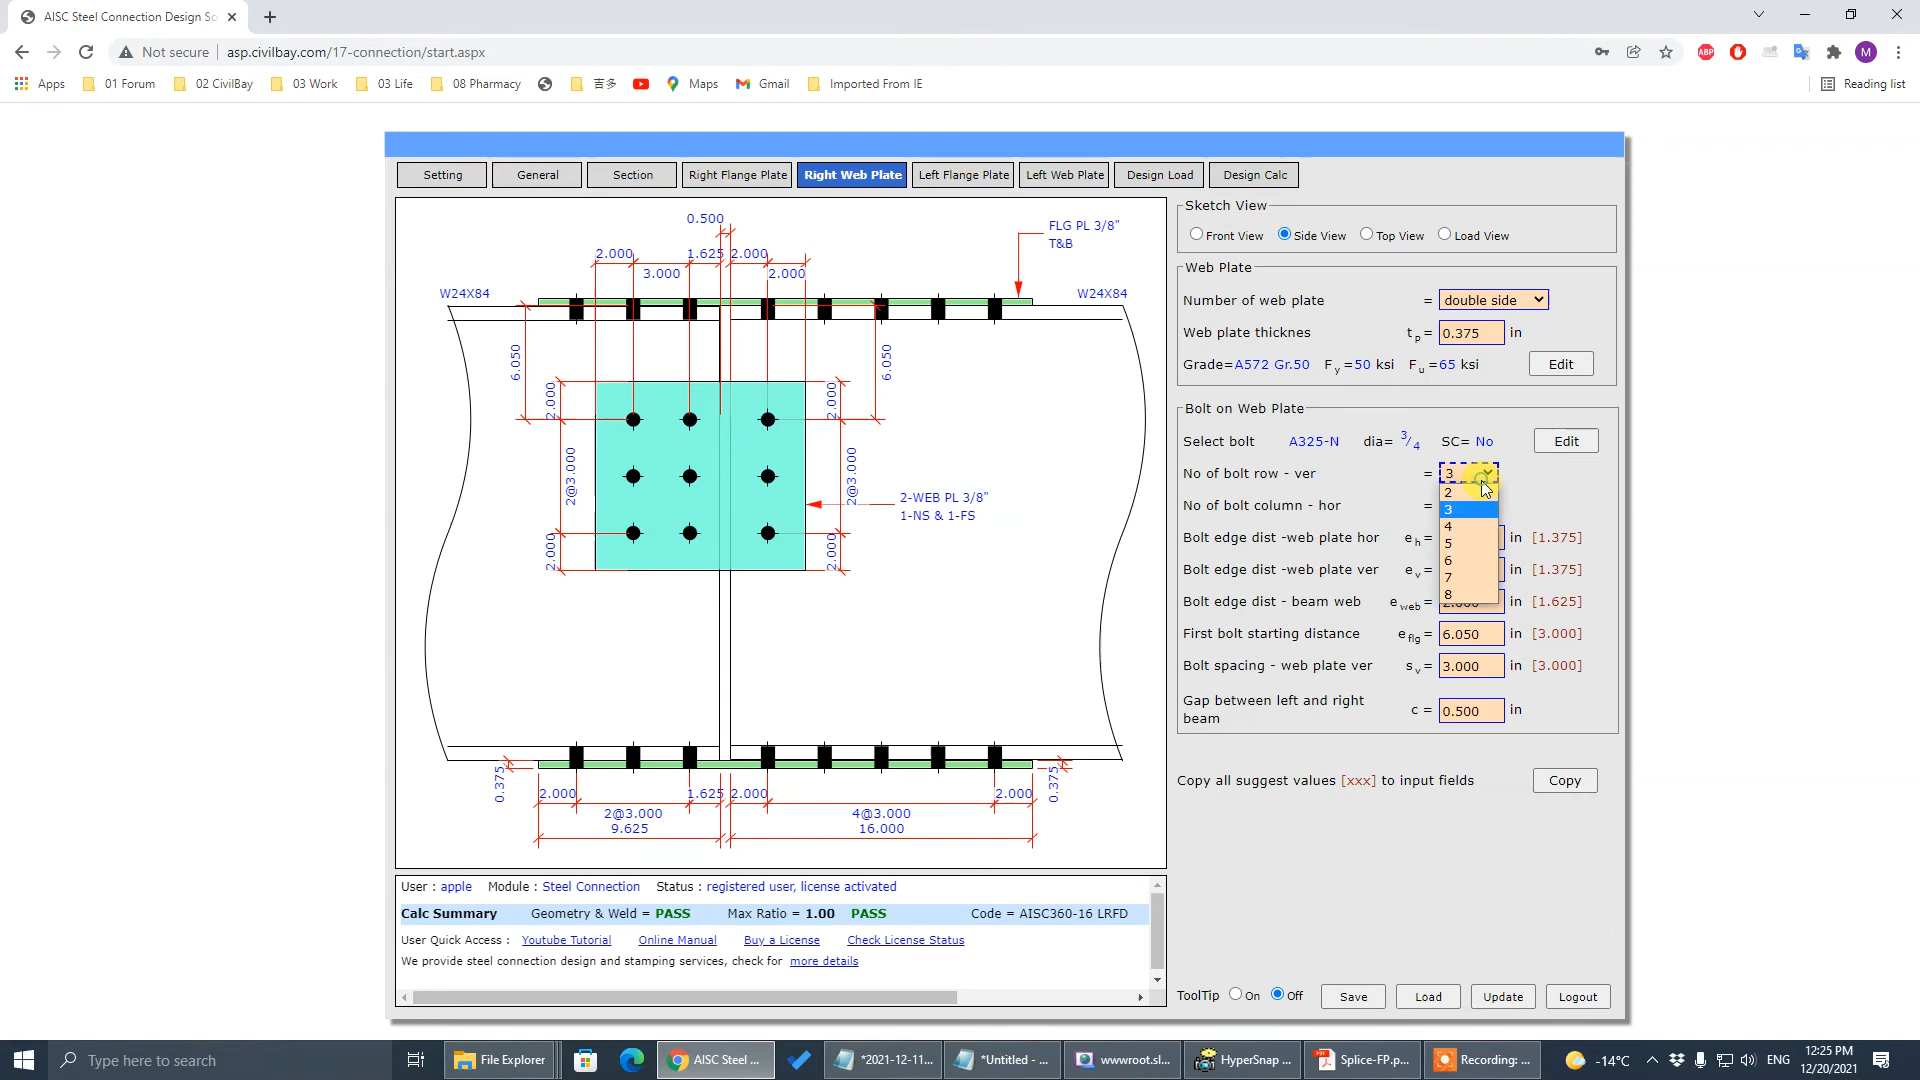 AISC Steel Connection Design So
Not secure
asp.civilbay.com/17-connection/start.aspx
ABP
M
Apps
01 Forum
02 CivilBay
03 Work
03 Life
08 Pharmacy
吉多
Maps
Gmail
Imported From IE
Reading list
Setting
General
Section
Right Flange Plate
Right Web Plate
Left Flange Plate
Left Web Plate
Design Load
Design Calc
0.500
FLG PL 3/8"
T&B
2.000
1.625
2.000
3.000
2.000
W24X84
W24X84
6.050
6.050
2.000
2.000
2@3.000
2@3.000
2-WEB PL 3/8"
1-NS & 1-FS
2.000
2.000
0.375
0.375
2.000
1.625
2.000
2.000
2@3.000
4@3.000
9.625
16.000
Sketch View
Front View
Side View
Top View
Load View
Web Plate
Number of web plate = double side
Web plate thicknes tp= 0.375 in
Grade=A572 Gr.50 Fy=50 ksi Fu=65 ksi Edit
Bolt on Web Plate
Select bolt A325-N dia= 3/4 SC= No Edit
No of bolt row - ver = 3
2
3
4
5
6
7
8
No of bolt column - hor =
Bolt edge dist -web plate hor eh= in [1.375]
Bolt edge dist -web plate ver ev= in [1.375]
Bolt edge dist - beam web eweb= 2.000 in [1.625]
First bolt starting distance eflg= 6.050 in [3.000]
Bolt spacing - web plate ver sv= 3.000 in [3.000]
Gap between left and right
beam c = 0.500 in
Copy all suggest values [xxx] to input fields Copy
User : apple Module : Steel Connection Status : registered user, license activated
Calc Summary Geometry & Weld = PASS Max Ratio = 1.00 PASS Code = AISC360-16 LRFD
User Quick Access : Youtube Tutorial Online Manual Buy a License Check License Status
We provide steel connection design and stamping services, check for more details
ToolTip On Off Save Load Update Logout
Type here to search
File Explorer
AISC Steel ...
*2021-12-11...
*Untitled - ...
wwwroot.sl...
HyperSnap ...
Splice-FP.p...
Recording: ...
-14°C
ENG
12:25 PM
12/20/2021